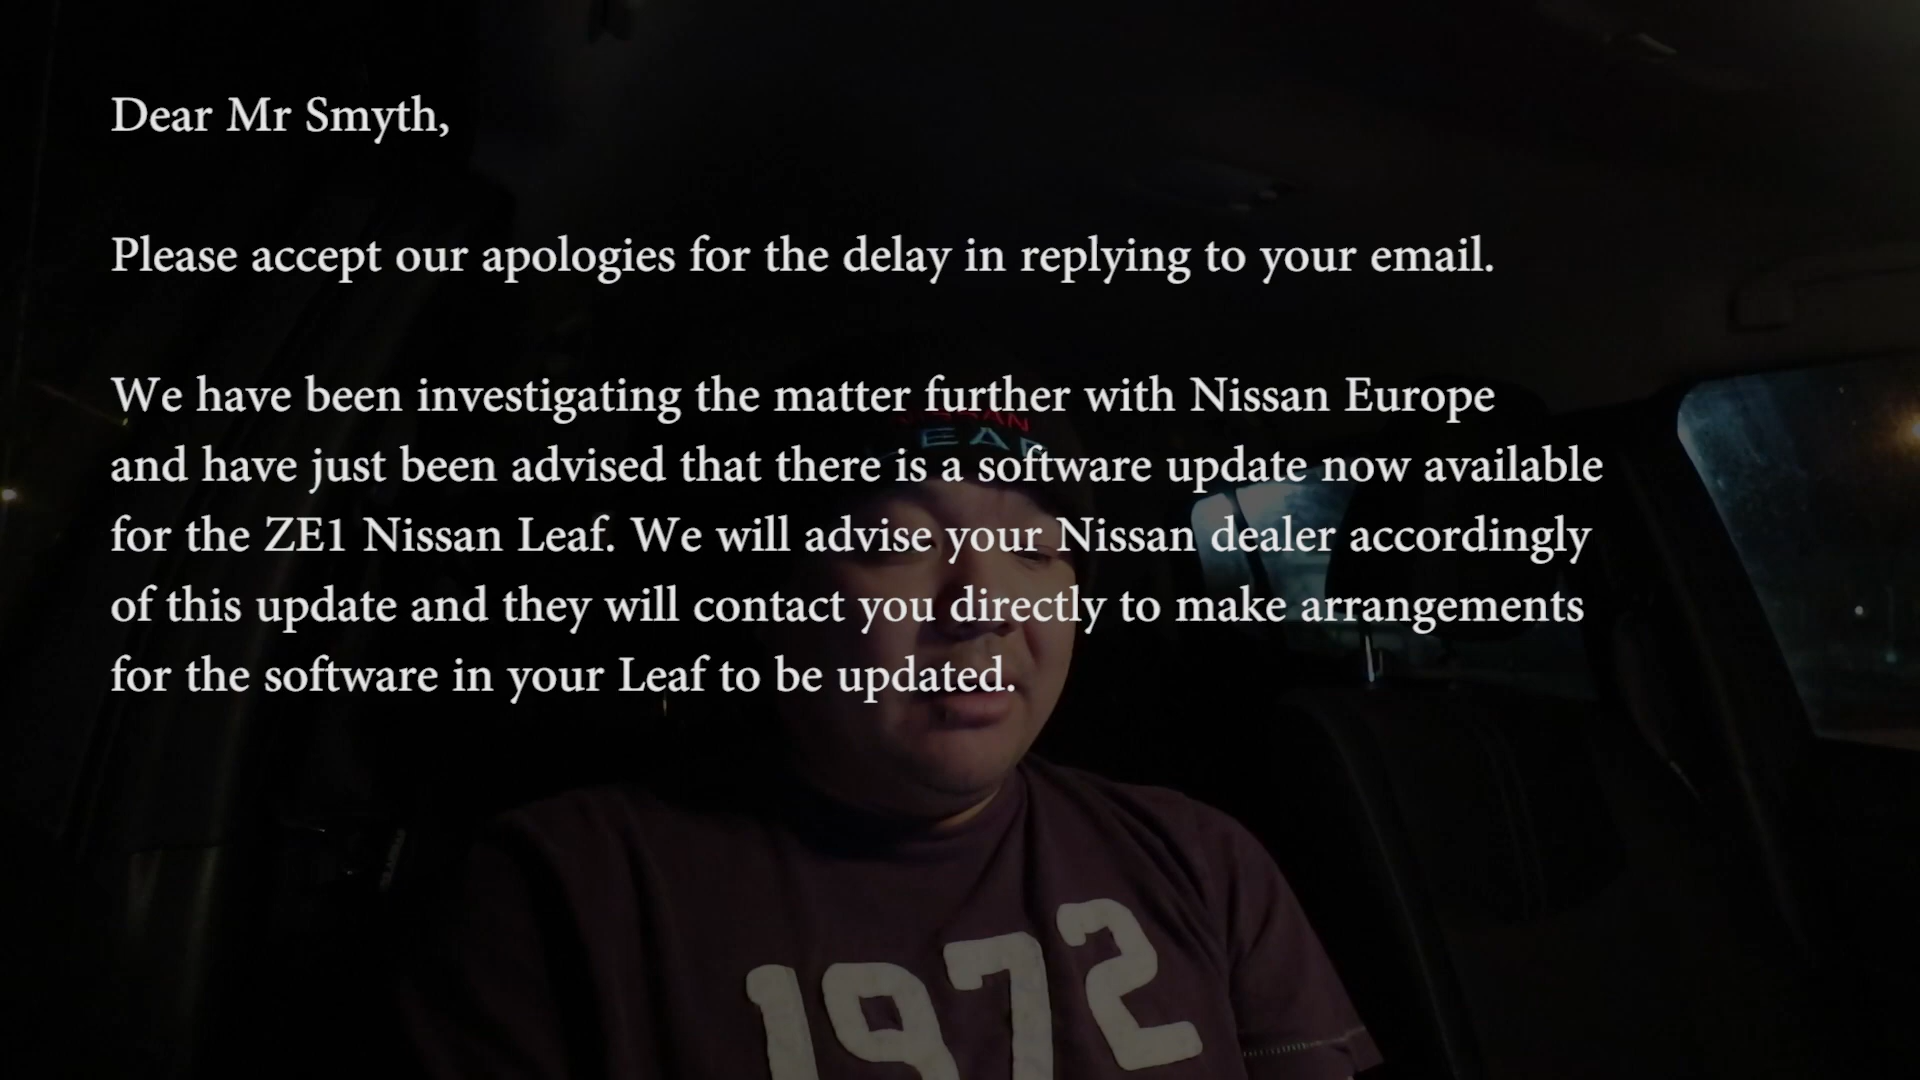 Dear Mr Smyth,
Please accept our apologies for the delay in replying to your email.
We have been investigating the matter further with Nissan Europe
and have just been advised that there is a software update now available
for the ZE1 Nissan Leaf. We will advise your Nissan dealer accordingly
of this update and they will contact you directly to make arrangements
for the software in your Leaf to be updated.
NISSAN
LEAF
1972